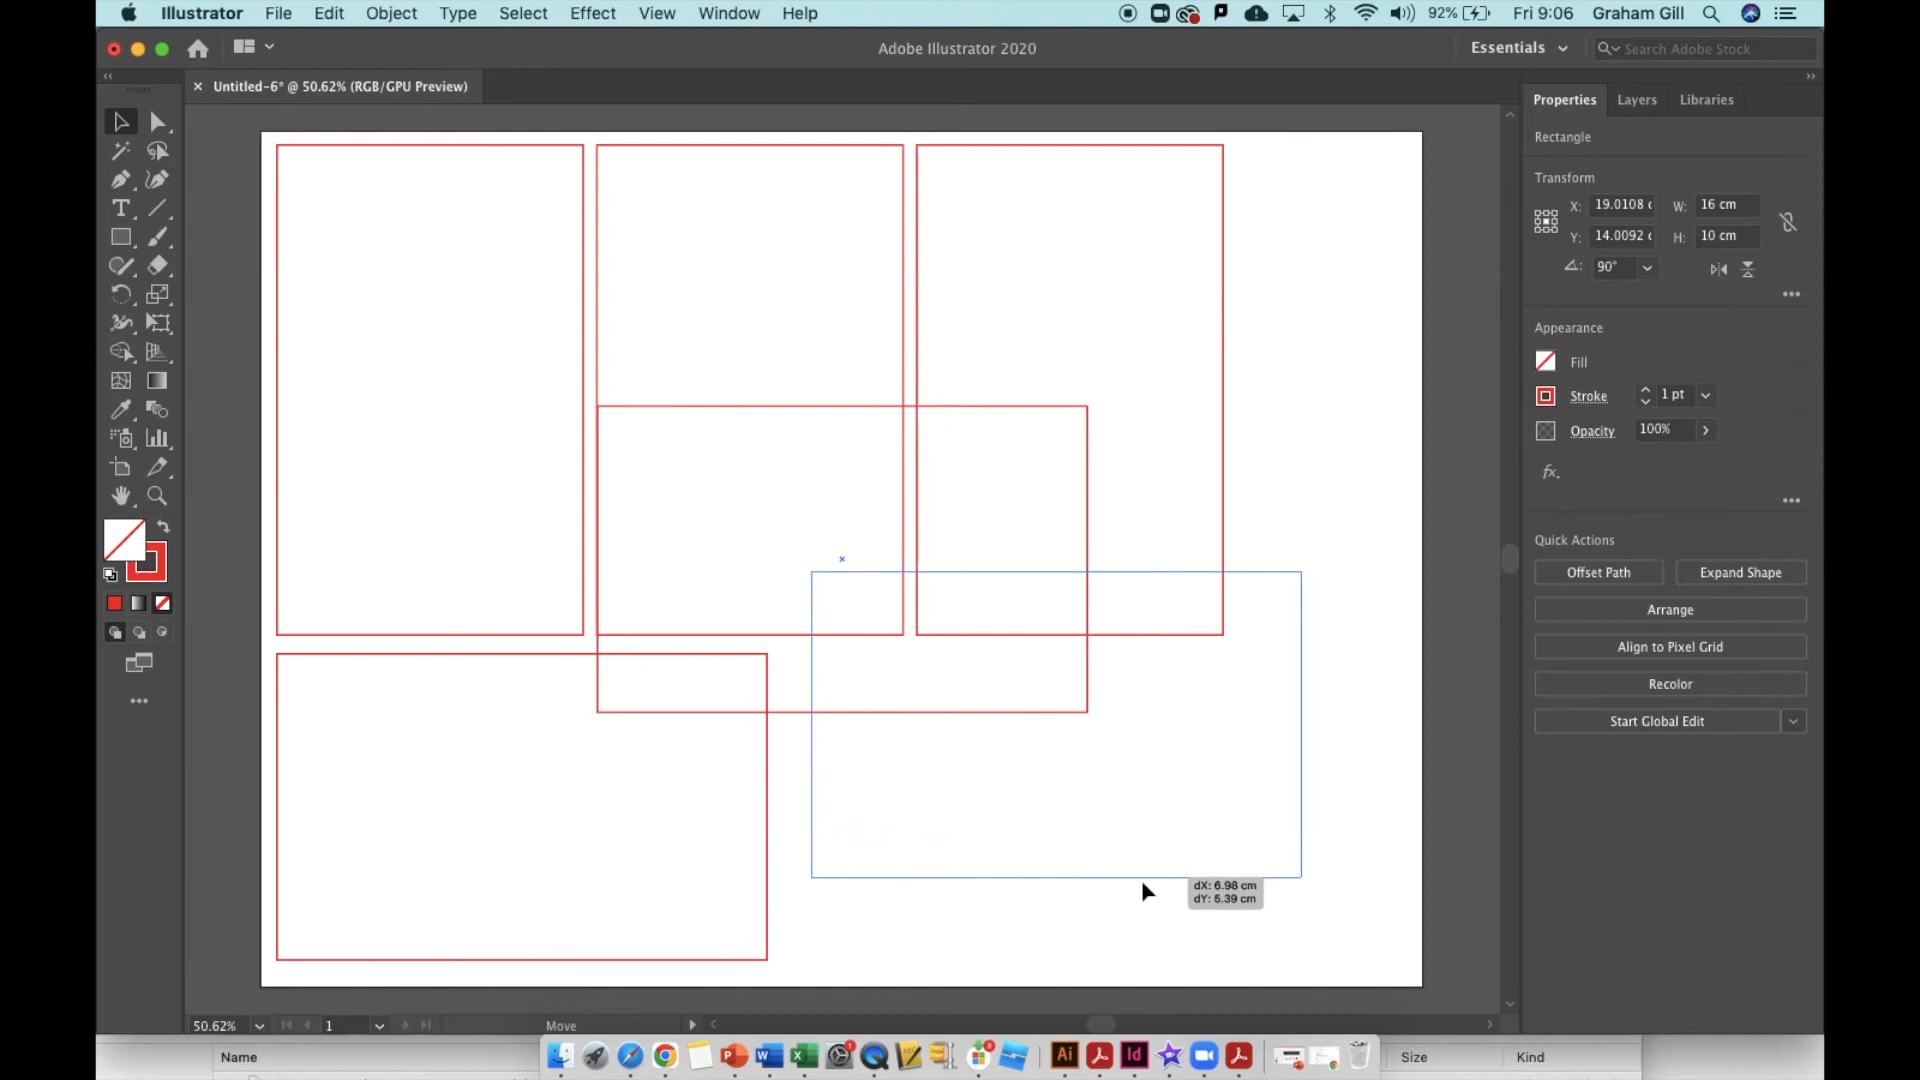 Illustrator File Edit Object Type Select Effect View Window Help
92% Fri 9:06 Graham Gill
Adobe Illustrator 2020
Essentials
Search Adobe Stock
× Untitled-6* @ 50.62% (RGB/GPU Preview)
Properties Layers Libraries
Rectangle
Transform
X: 19.0108 c W: 16 cm
Y: 14.0092 c H: 10 cm
90°
Appearance
Fill
Stroke 1 pt
Opacity 100%
fx.
Quick Actions
Offset Path Expand Shape
Arrange
Align to Pixel Grid
Recolor
Start Global Edit
dX: 6.98 cm
dY: 5.39 cm
50.62% 1 Move
Name Size Kind